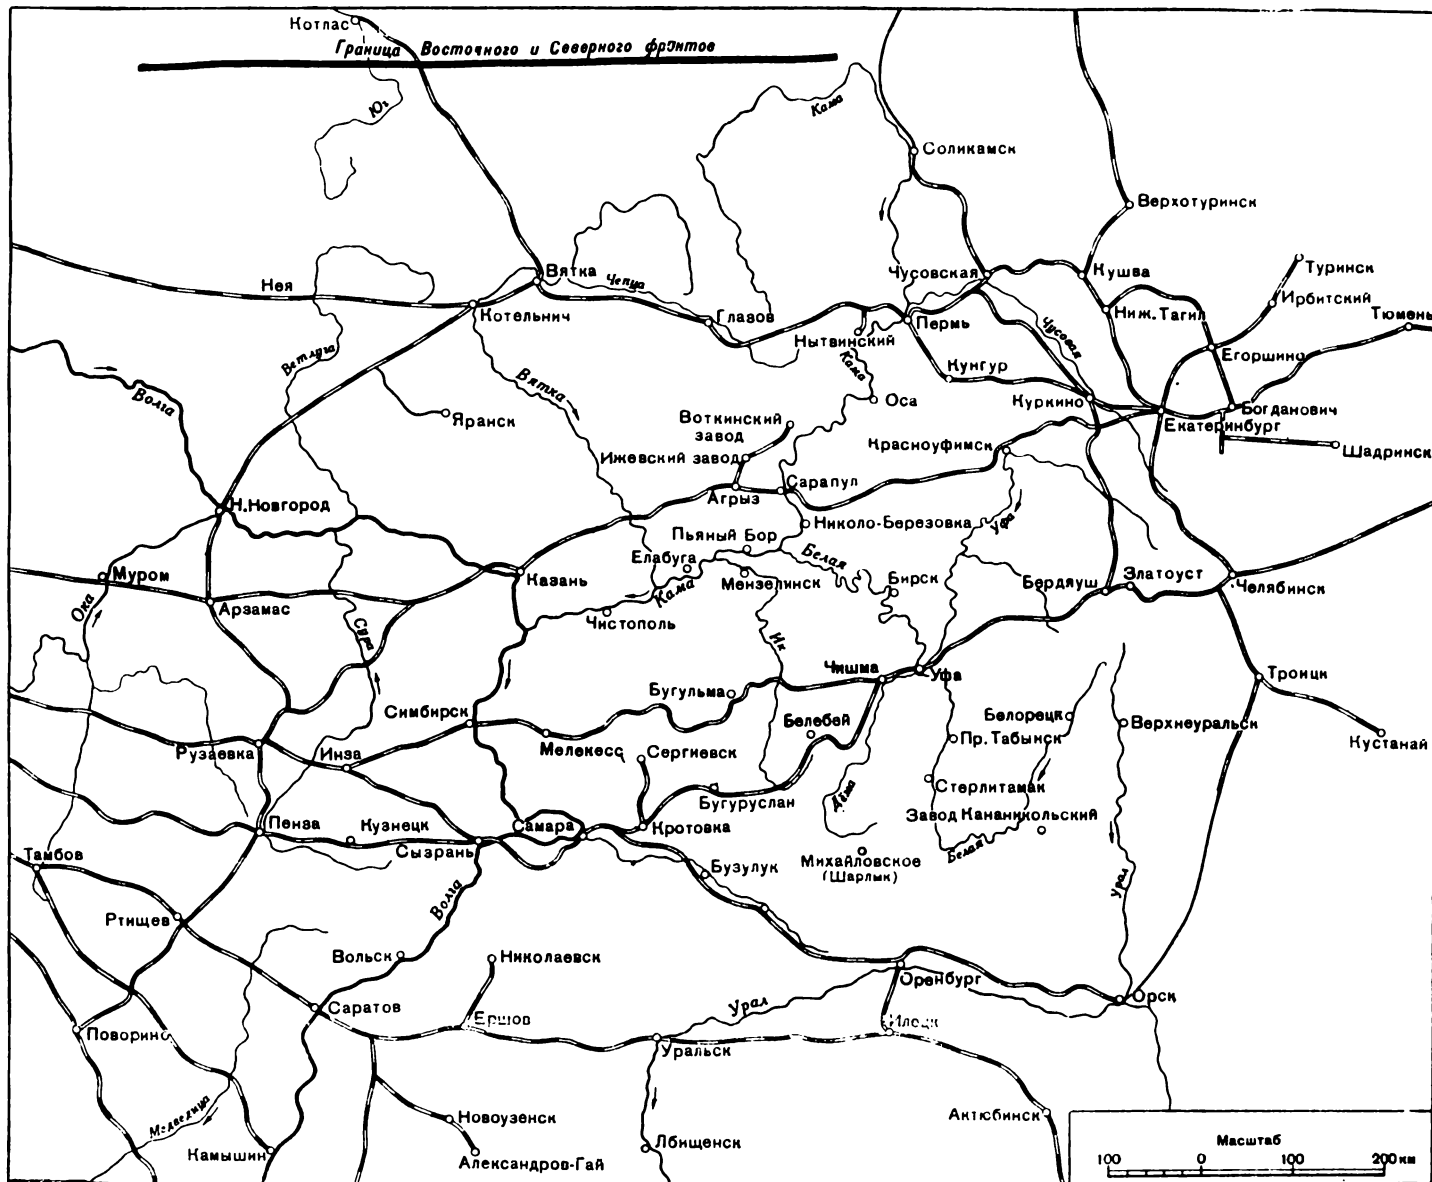 Котлас
Граница Восточного и Северного фронтов
Юг
Кама
Соликамск
Верхотуринск
Вятка
Чепца
Чусовская
Кушва
Туринск
Нея
Котельнич
Глазов
Пермь
Ниж. Тагил
Ирбитский
Тюмень
Нытвинский
Чусовая
Ветлуга
Кама
Кунгур
Егоршино
Вятка
Волга
Оса
Куркино
Богданович
Яранск
Воткинский
завод
Екатеринбург
Красноуфимск
Шадринск
Ижевский завод
Сарапул
Агрыз
Н.Новгород
Николо-Березовка
Уфа
Пьяный Бор
Белая
Елабуга
Муром
Казань
Мензелинск
Бирск
Бердяуш
Златоуст
Челябинск
Кама
Ока
Арзамас
Чистополь
Сура
Ик
Чишма
Уфа
Троицк
Бугульма
Симбирск
Белебей
Белорецк
Верхнеуральск
Мелекесс
Сергиевск
Пр. Табынск
Кустанай
Рузаевка
Инза
Стерлитамак
Дёма
Бугуруслан
Завод Кананикольский
Пенза
Кузнецк
Самара
Кротовка
Сызрань
Белая
Тамбов
Михайловское
(Шарлык)
Бузулук
Урал
Волга
Ртищев
Вольск
Николаевск
Оренбург
Орск
Саратов
Урал
Ершов
Илецк
Поворино
Уральск
Медведица
Новоузенск
Актюбинск
Камышин
Александров-Гай
Лбищенск
Масштаб
100 0 100 200 км